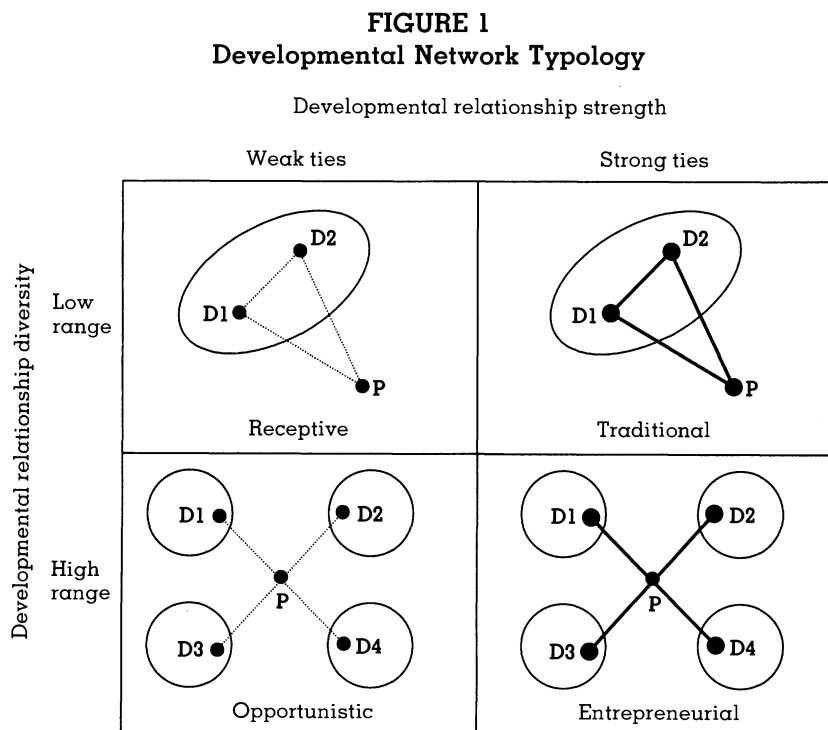 FIGURE 1
Developmental Network Typology
Developmental relationship strength
Weak ties
Strong ties
Developmental relationship diversity
Low
range
D2
D1
P
Receptive
D2
D1
P
Traditional
High
range
D1
D2
P
D3
D4
Opportunistic
D1
D2
P
D3
D4
Entrepreneurial